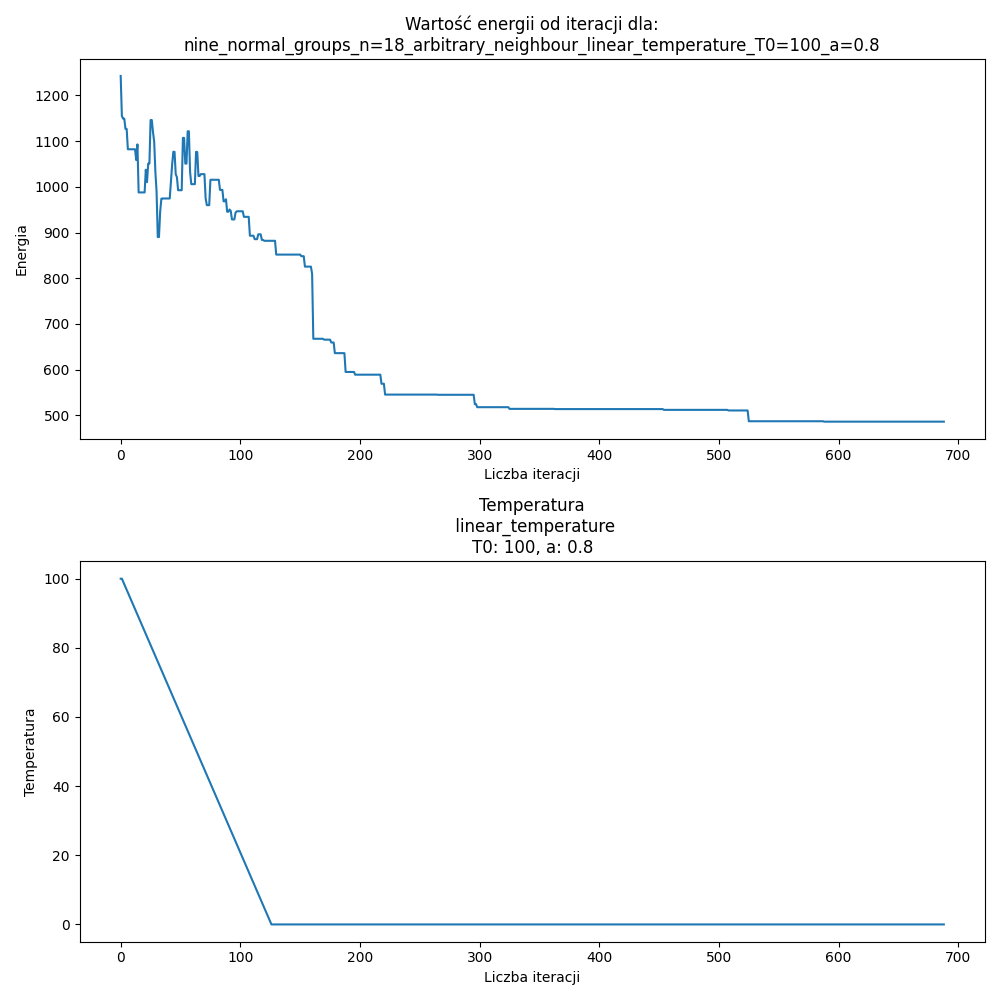 Wartość energii od iteracji dla:
nine_normal_groups_n=18_arbitrary_neighbour_linear_temperature_T0=100_a=0.8
1200
1100
1000
900
800
700
600
500
Energia
0 100 200 300 400 500 600 700
Liczba iteracji
Temperatura
linear_temperature
T0: 100, a: 0.8
100
80
60
40
20
0
Temperatura
0 100 200 300 400 500 600 700
Liczba iteracji